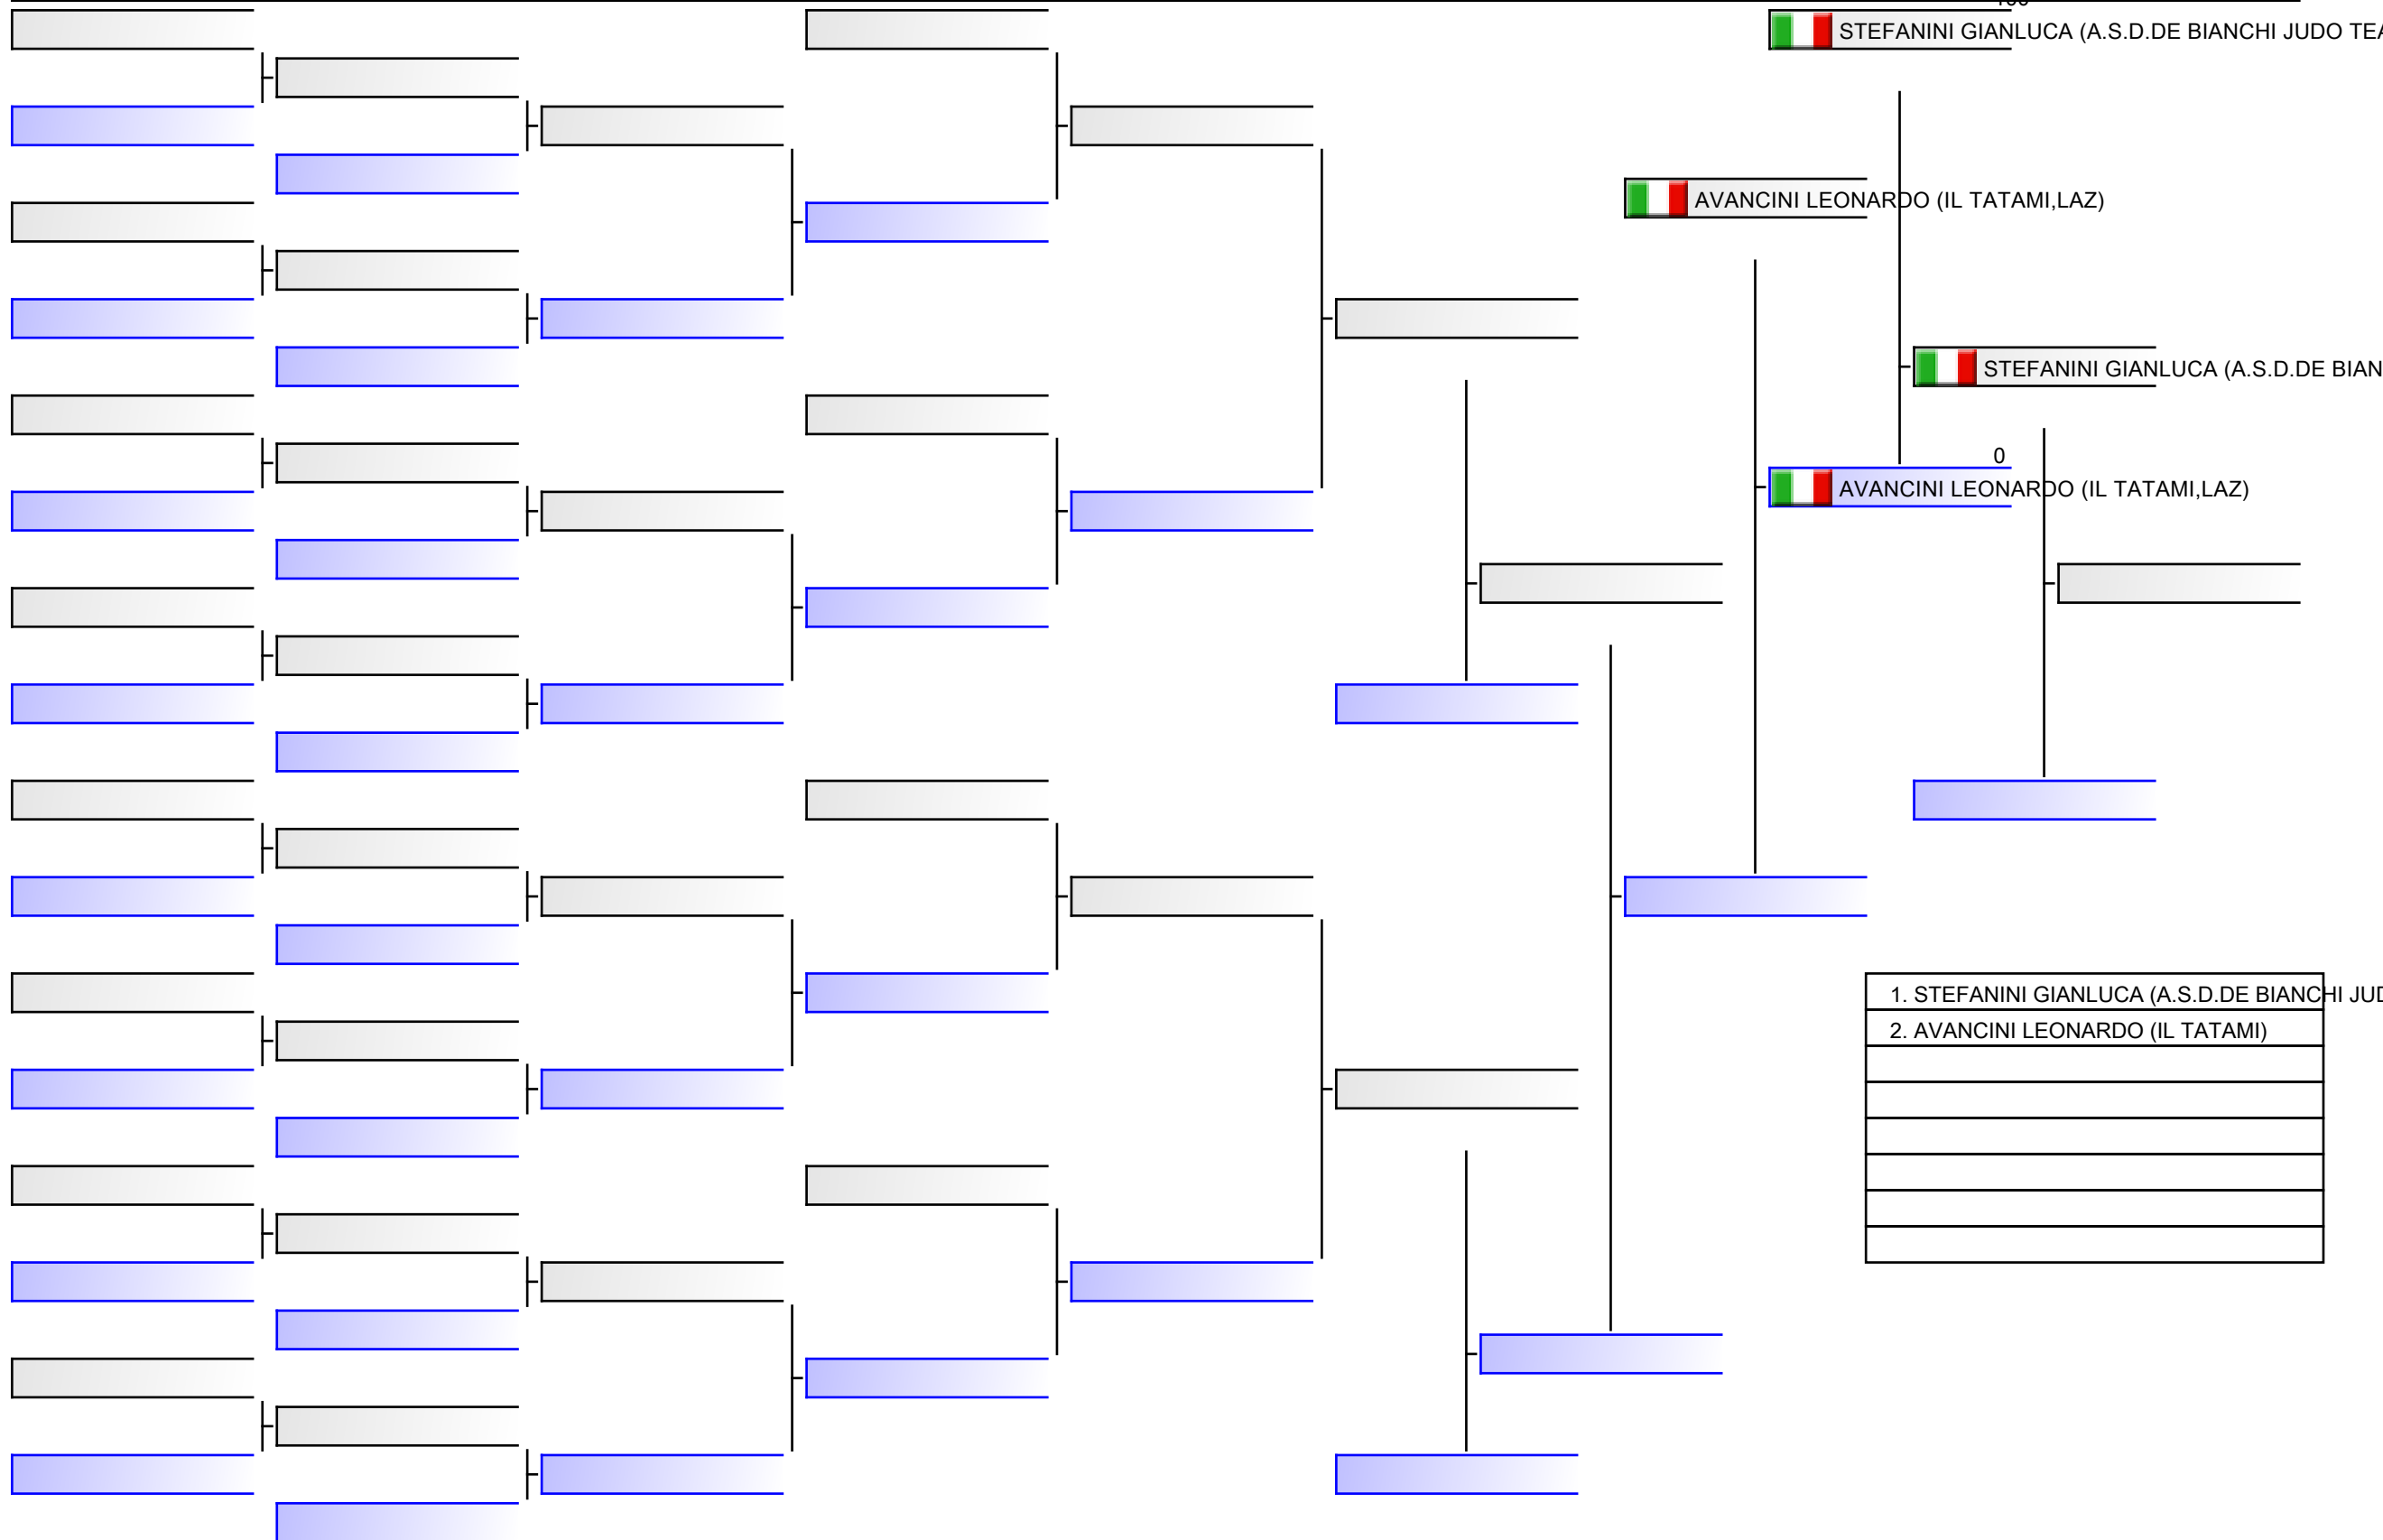 STEFANINI GIANLUCA (A.S.D.DE BIANCHI JUDO TEA
AVANCINI LEONARDO (IL TATAMI,LAZ)
STEFANINI GIANLUCA (A.S.D.DE BIAN
0
AVANCINI LEONARDO (IL TATAMI,LAZ)
1. STEFANINI GIANLUCA (A.S.D.DE BIANCHI JUD
2. AVANCINI LEONARDO (IL TATAMI)